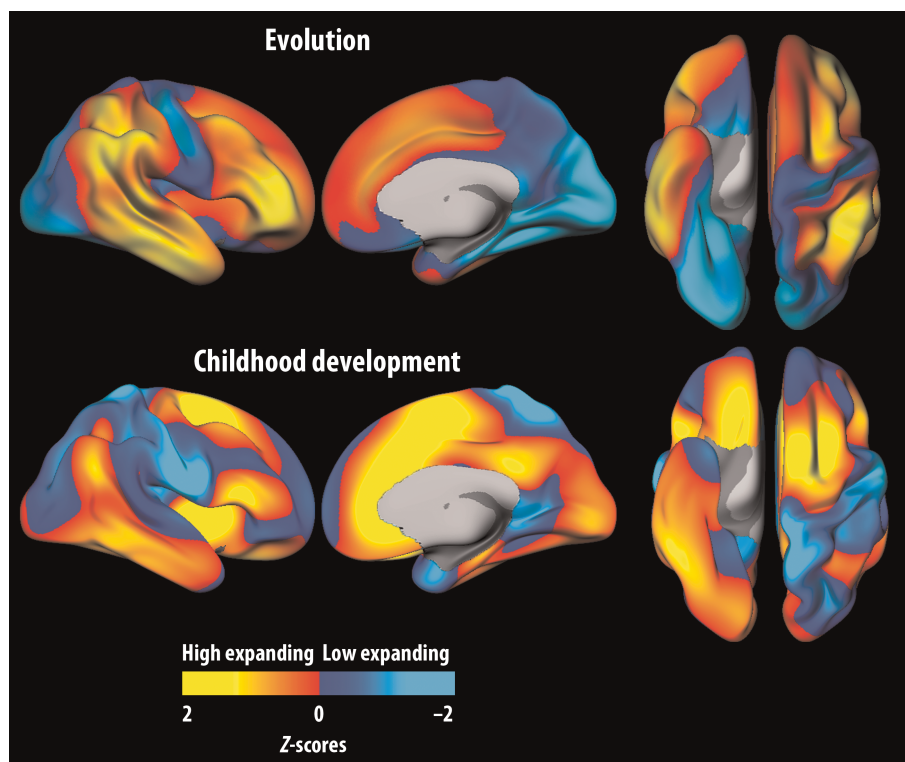 Evolution
Childhood development
High expanding Low expanding
2 0 –2
Z-scores